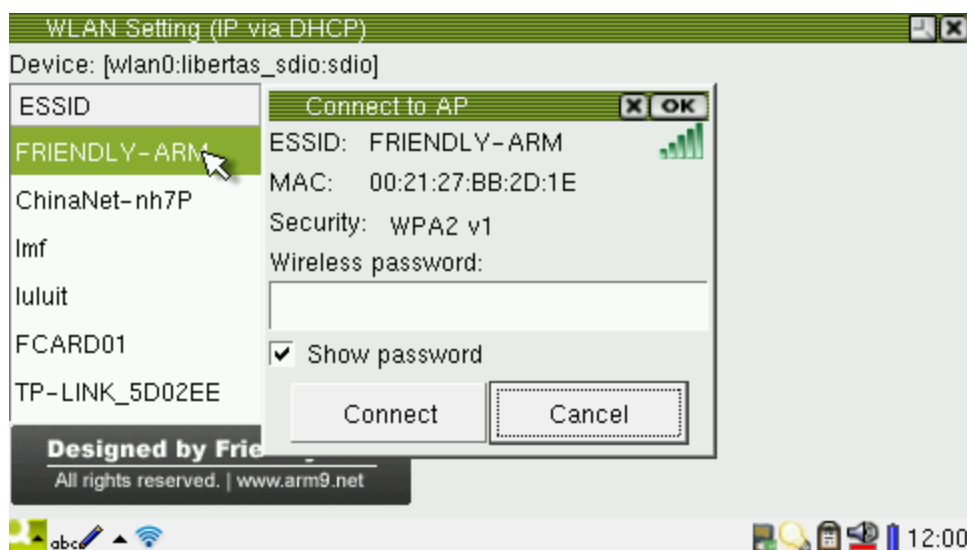 WLAN Setting (IP via DHCP)
Device: [wlan0:libertas_sdio:sdio]
ESSID
FRIENDLY-ARM
ChinaNet-nh7P
lmf
luluit
FCARD01
TP-LINK_5D02EE
Connect to AP
OK
ESSID: FRIENDLY-ARM
MAC: 00:21:27:BB:2D:1E
Security: WPA2 v1
Wireless password:
Show password
Connect Cancel
Designed by
All rights reserved. | www.arm9.net
abc
12:00